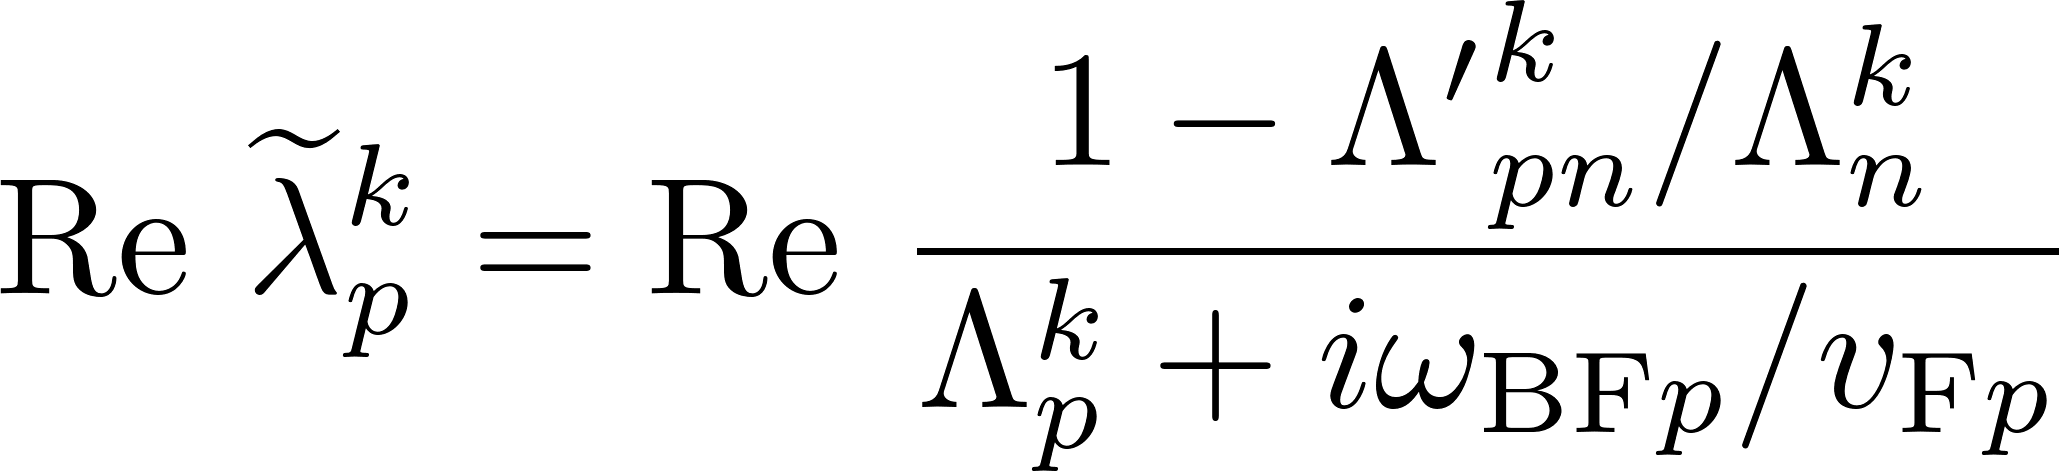 Re \widetilde{\lambda}_p^k = Re \frac{1 - {\Lambda'}_{pn}^k / \Lambda_n^k}{\Lambda_p^k + i\omega_{\mathrm{BF}p} / v_{\mathrm{F}p}}